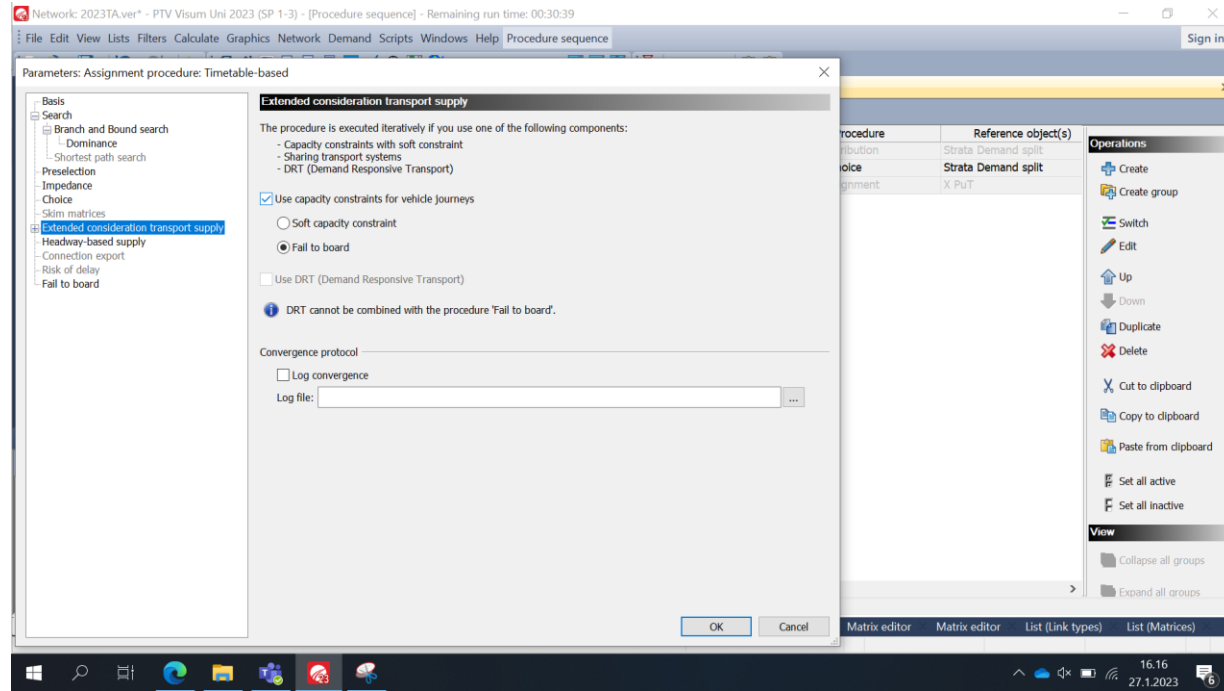 Network: 2023TA.ver* - PTV Visum Uni 2023 (SP 1-3) - [Procedure sequence] - Remaining run time: 00:30:39
File Edit View Lists Filters Calculate Graphics Network Demand Scripts Windows Help Procedure sequence
Sign in
Parameters: Assignment procedure: Timetable-based
Basis
Search
Branch and Bound search
Dominance
Shortest path search
Preselection
Impedance
Choice
Skim matrices
Extended consideration transport supply
Headway-based supply
Connection export
Risk of delay
Fail to board
Extended consideration transport supply
The procedure is executed iteratively if you use one of the following components:
- Capacity constraints with soft constraint
- Sharing transport systems
- DRT (Demand Responsive Transport)
Use capacity constraints for vehicle journeys
Soft capacity constraint
Fail to board
Use DRT (Demand Responsive Transport)
DRT cannot be combined with the procedure 'Fail to board'.
Convergence protocol
Log convergence
Log file:
...
OK Cancel
rocedure Reference object(s)
ribution Strata Demand split
oice Strata Demand split
gnment X PuT
Operations
Create
Create group
Switch
Edit
Up
Down
Duplicate
Delete
Cut to clipboard
Copy to clipboard
Paste from clipboard
Set all active
Set all inactive
View
Collapse all groups
Expand all groups
Matrix editor Matrix editor List (Link types) List (Matrices)
23
16.16
27.1.2023
6